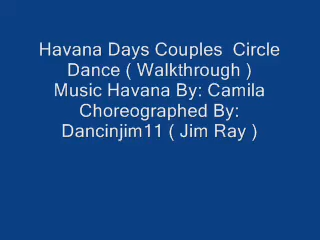 Havana Days Couples  Circle
Dance ( Walkthrough )
Music Havana By: Camila
Choreographed By:
Dancinjim11 ( Jim Ray )